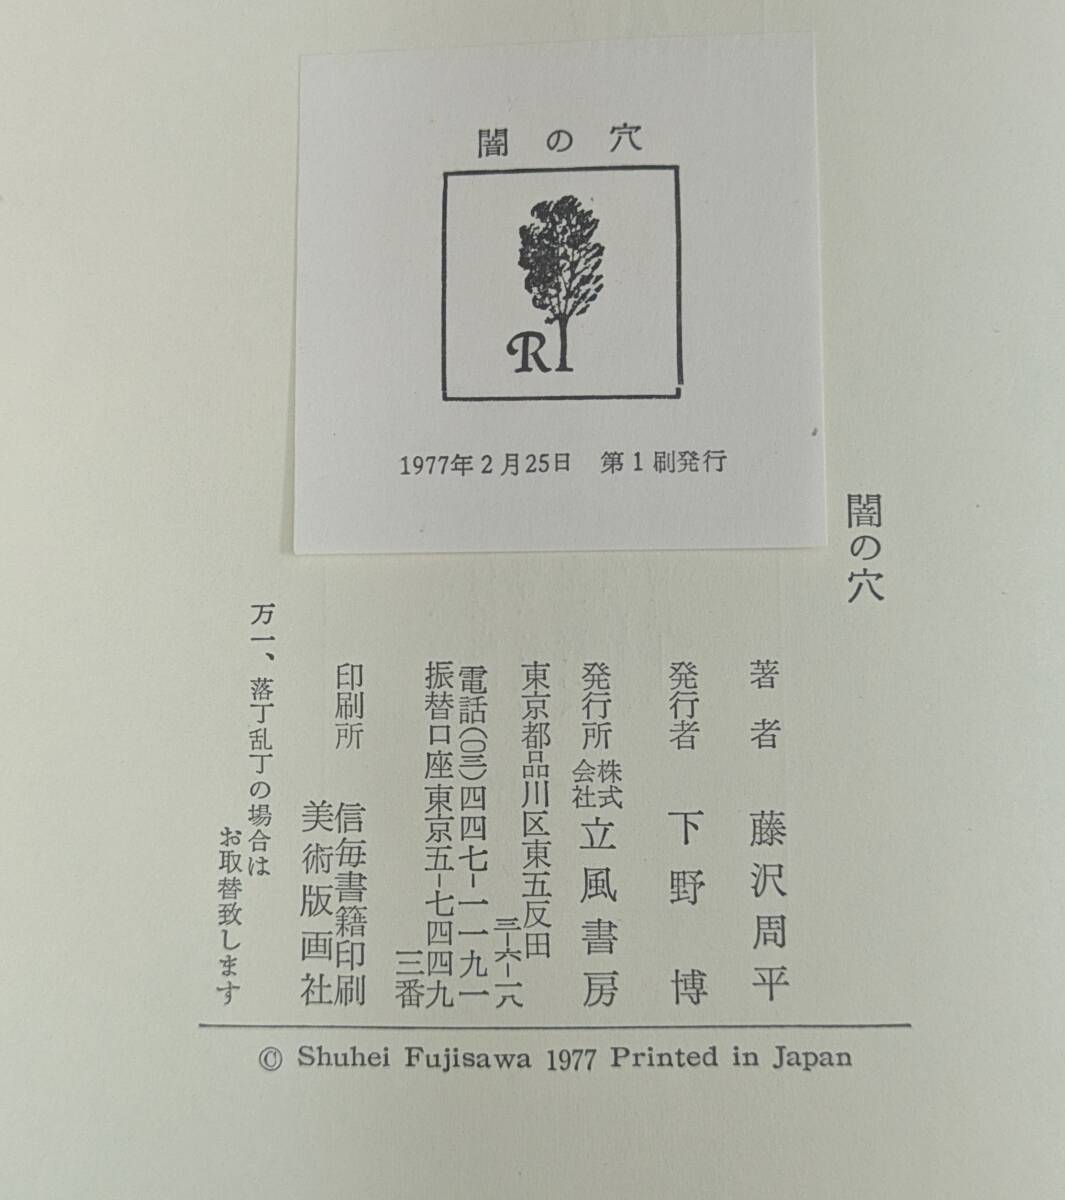 闇の穴
R
1977年2月25日 第1刷発行
闇の穴
著者 藤沢周平
発行者 下野 博
発行所 株式会社 立風書房
東京都品川区東五反田
三-六-一八
電話(〇三)四四七-一一九一
振替口座東京五-七四四九
三番
印刷所 信毎書籍印刷
美術版画社
万一、落丁乱丁の場合は
お取替致します
© Shuhei Fujisawa 1977 Printed in Japan